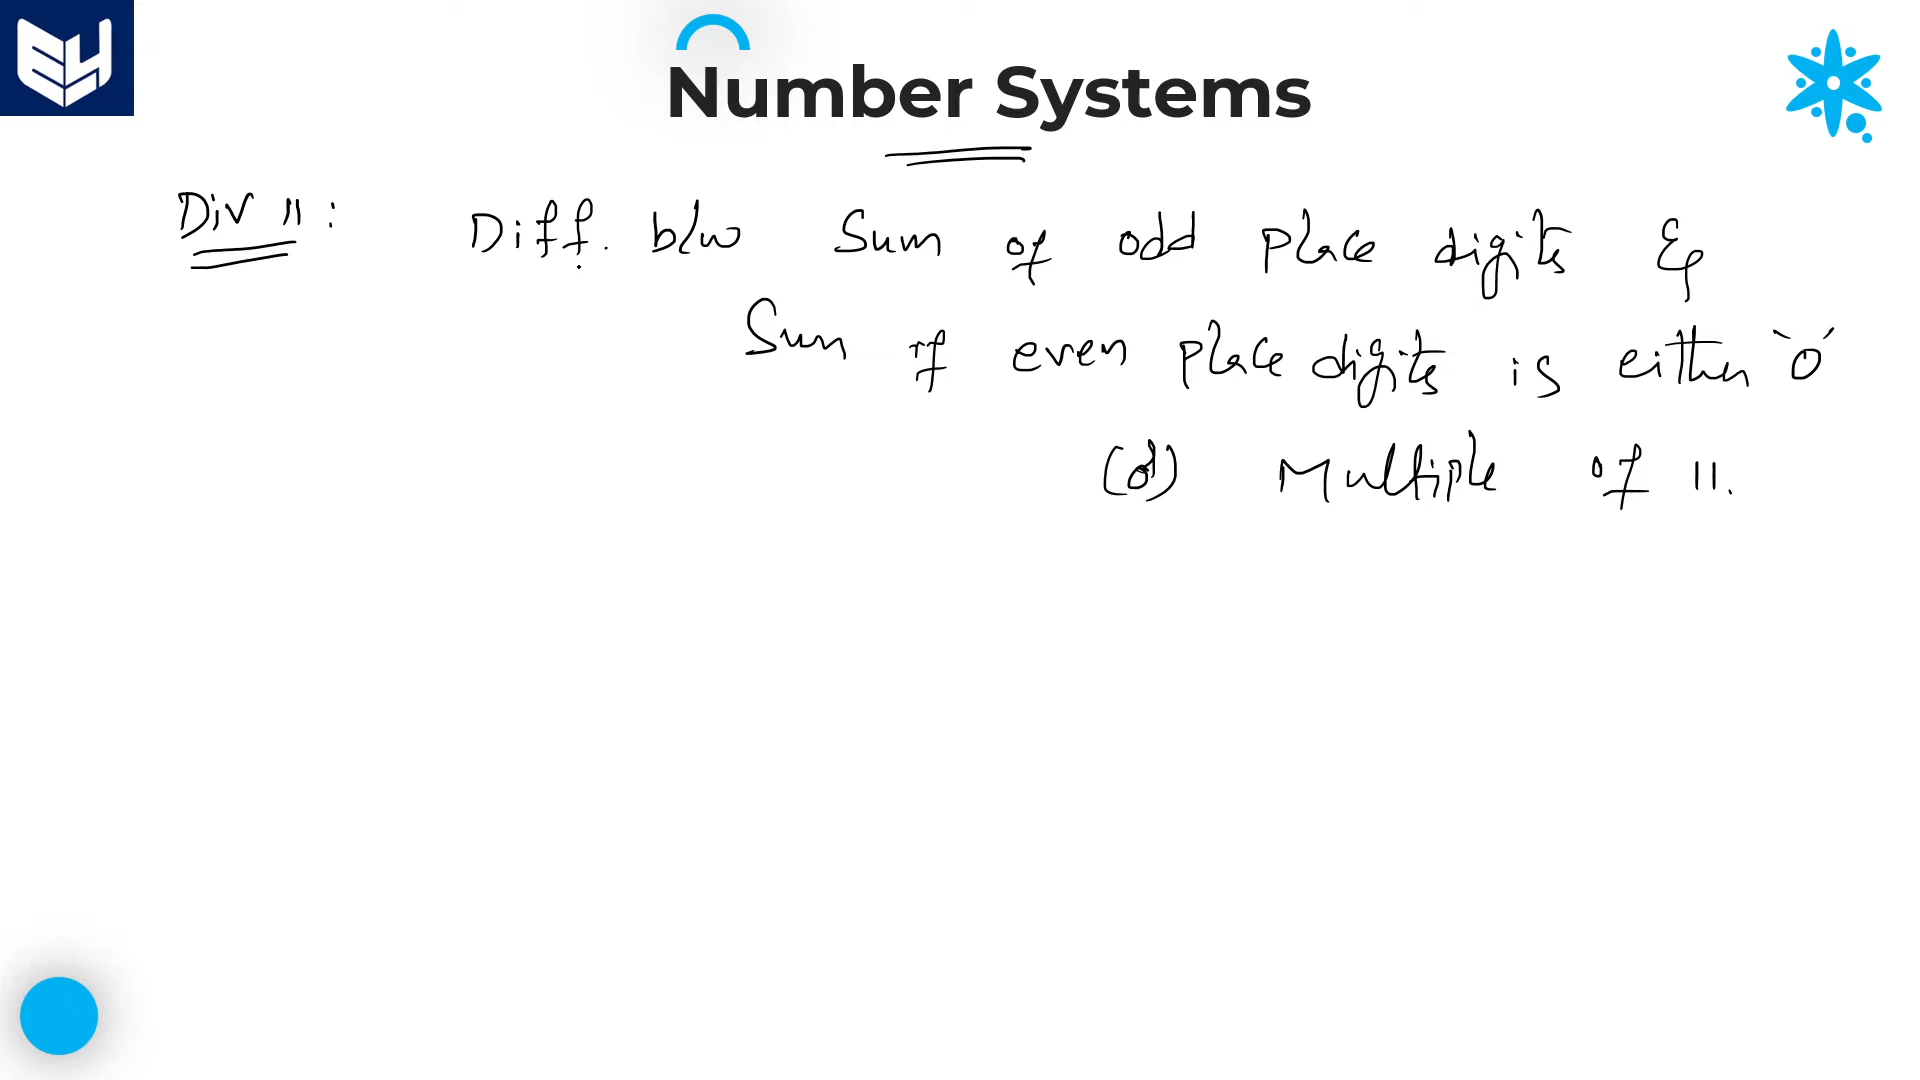 Number Systems
Div 11 : Diff. b/w Sum of odd place digits &
Sum of even place digits is either '0'
(or) Multiple of 11.